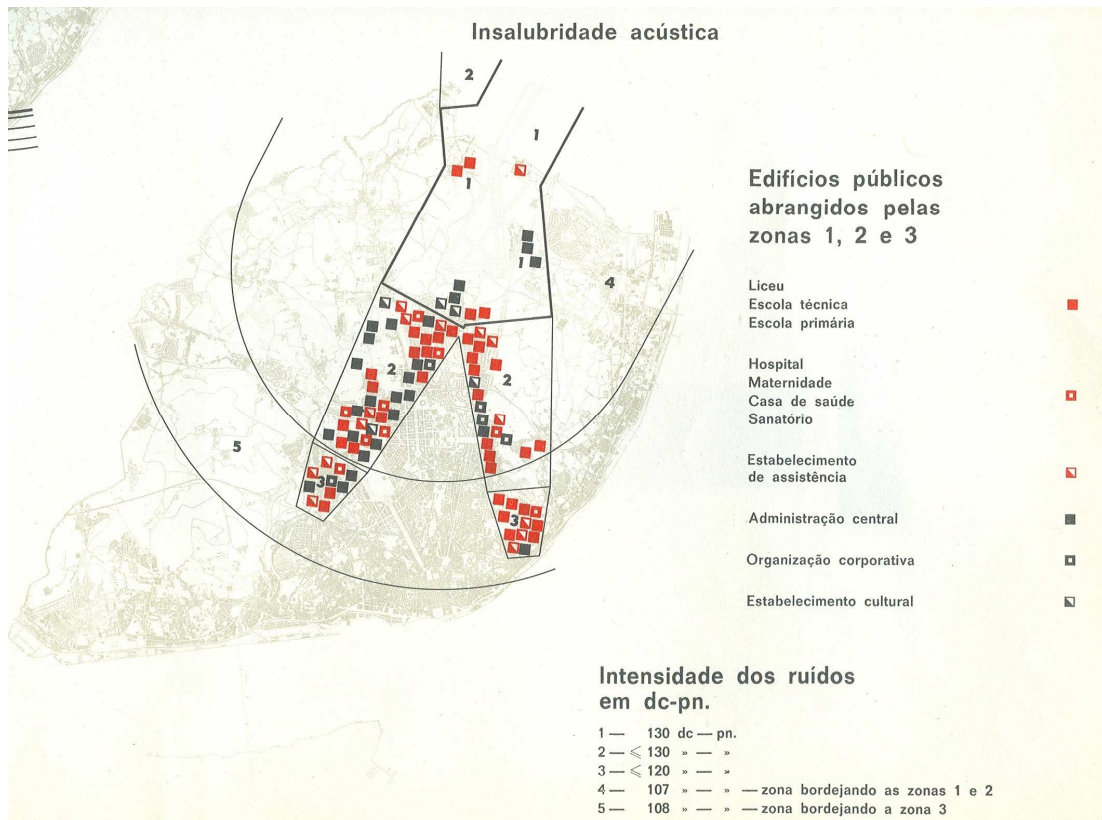 Insalubridade acústica
2
1
1
1
4
2
2
5
3
3
Edifícios públicos
abrangidos pelas
zonas 1, 2 e 3
Liceu
Escola técnica
Escola primária
Hospital
Maternidade
Casa de saúde
Sanatório
Estabelecimento
de assistência
Administração central
Organização corporativa
Estabelecimento cultural
Intensidade dos ruídos
em dc-pn.
1 — 130 dc — pn.
2 — ⩽ 130 » — »
3 — ⩽ 120 » — »
4 — 107 » — » — zona bordejando as zonas 1 e 2
5 — 108 » — » — zona bordejando a zona 3